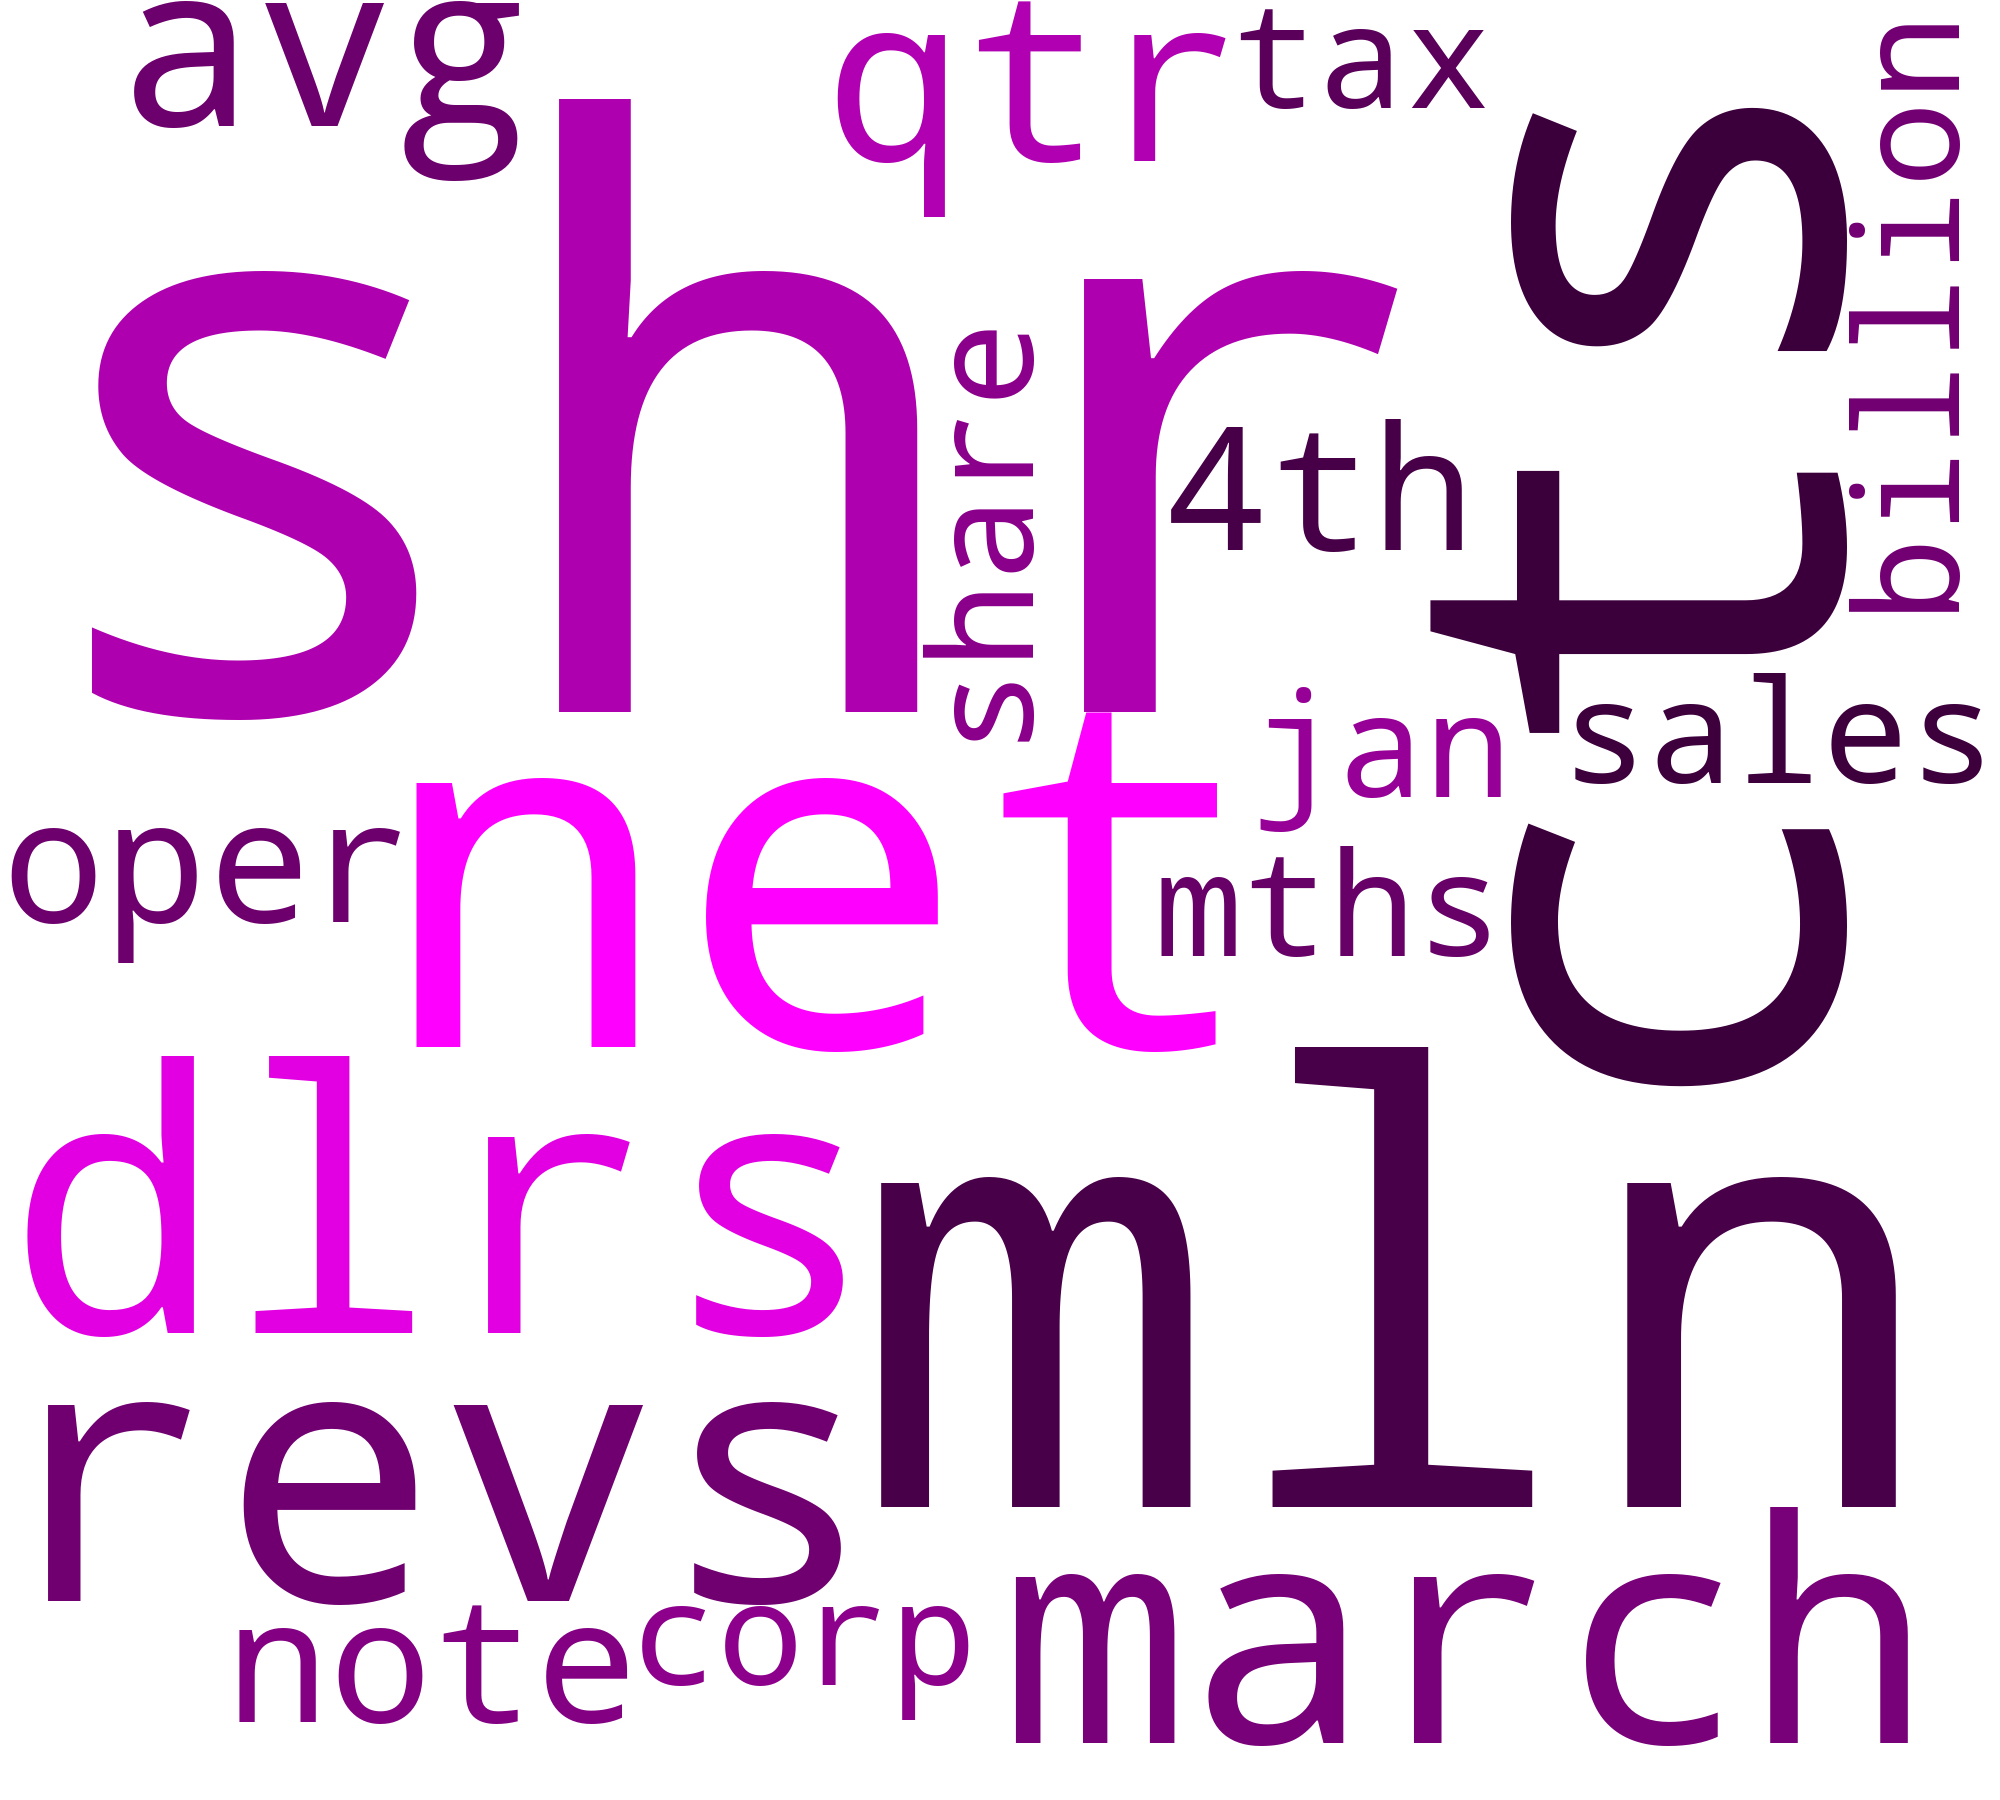 avg
qtr
tax
billion
shr
cts
share
4th
jan
sales
net
oper
mths
dlrs
mln
revs
march
note
corp